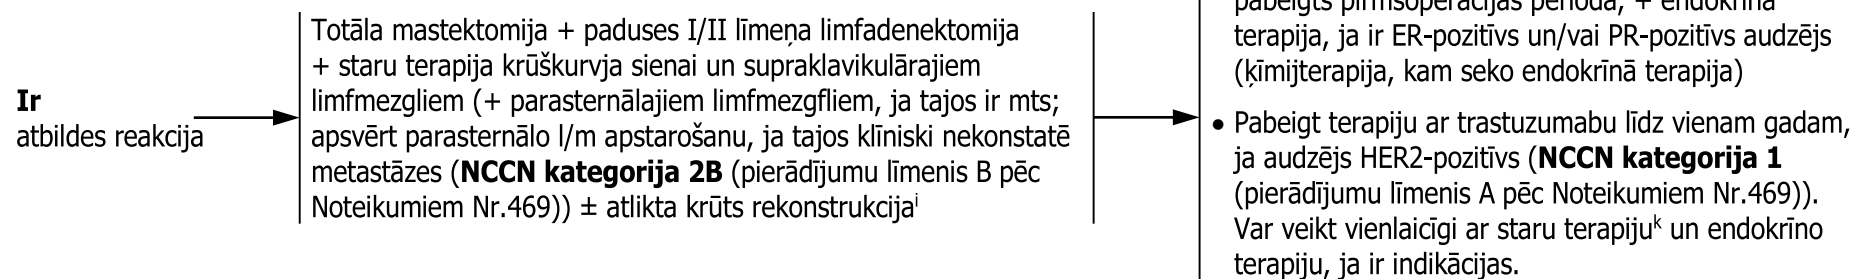 Ir
atbildes reakcija
Totāla mastektomija + paduses I/II līmeņa limfadenektomija
+ staru terapija krūškurvja sienai un supraklavikulārajiem
limfmezgliem (+ parasternālajiem limfmezgfliem, ja tajos ir mts;
apsvērt parasternālo l/m apstarošanu, ja tajos klīniski nekonstatē
metastāzes (NCCN kategorija 2B (pierādījumu līmenis B pēc
Noteikumiem Nr.469)) ± atlikta krūts rekonstrukcijaⁱ
pabeigts pirmsoperācijas periodā, + endokrīnā
terapija, ja ir ER-pozitīvs un/vai PR-pozitīvs audzējs
(ķīmijterapija, kam seko endokrīnā terapija)
• Pabeigt terapiju ar trastuzumabu līdz vienam gadam,
ja audzējs HER2-pozitīvs (NCCN kategorija 1
(pierādījumu līmenis A pēc Noteikumiem Nr.469)).
Var veikt vienlaicīgi ar staru terapijuᵏ un endokrīno
terapiju, ja ir indikācijas.